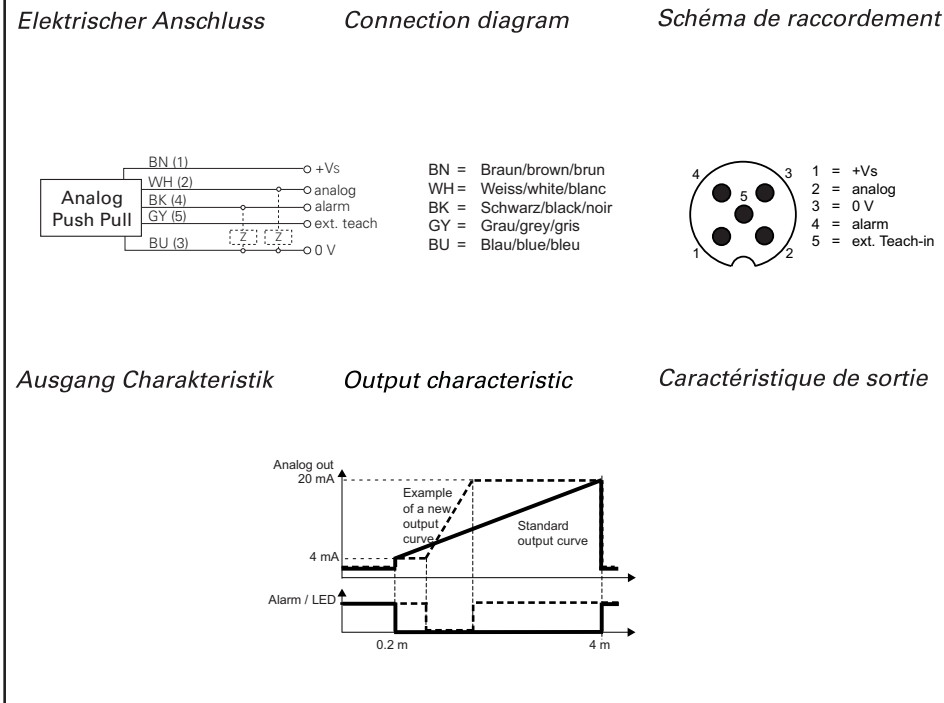 Elektrischer Anschluss
Connection diagram
Schéma de raccordement
BN (1)
+Vs
WH (2)
analog
Analog
Push Pull
BK (4)
alarm
GY (5)
ext. teach
Z
Z
BU (3)
0 V
BN = Braun/brown/brun
WH = Weiss/white/blanc
BK = Schwarz/black/noir
GY = Grau/grey/gris
BU = Blau/blue/bleu
4
3
5
1
2
1 = +Vs
2 = analog
3 = 0 V
4 = alarm
5 = ext. Teach-in
Ausgang Charakteristik
Output characteristic
Caractéristique de sortie
Analog out
20 mA
Example
of a new
output
curve
Standard
output curve
4 mA
Alarm / LED
0.2 m
4 m